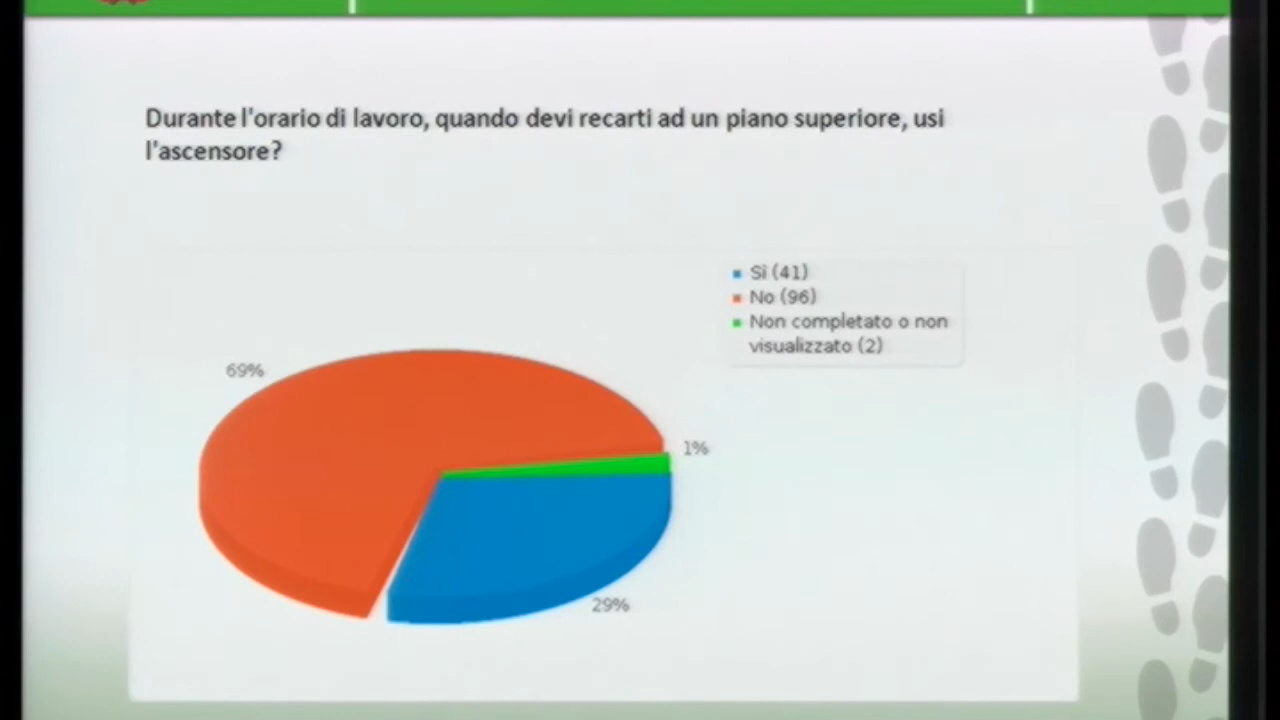 Durante l'orario di lavoro, quando devi recarti ad un piano superiore, usi
l'ascensore?
Sì (41)
No (96)
Non completato o non
visualizzato (2)
69%
1%
29%